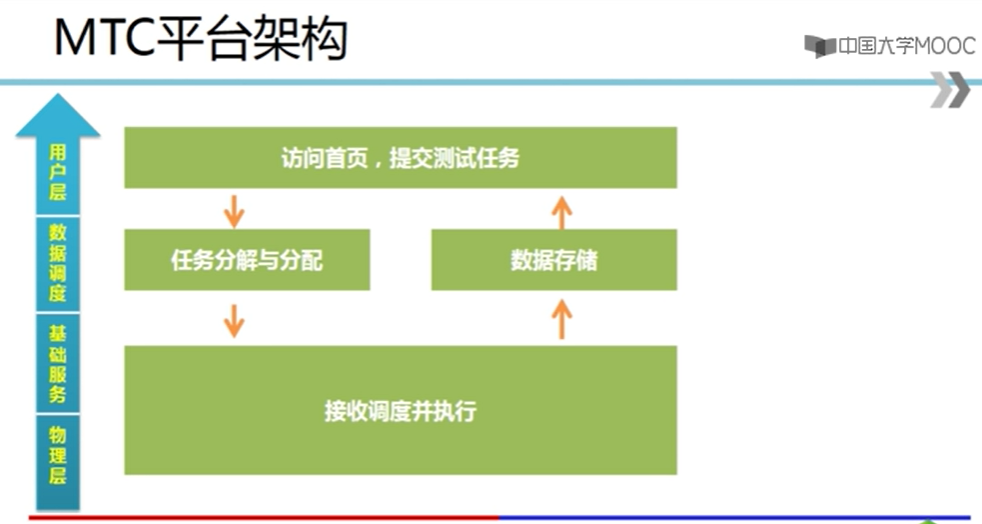 MTC平台架构
中国大学MOOC
用户层
访问首页，提交测试任务
数据调度
任务分解与分配
数据存储
基础服务
接收调度并执行
物理层